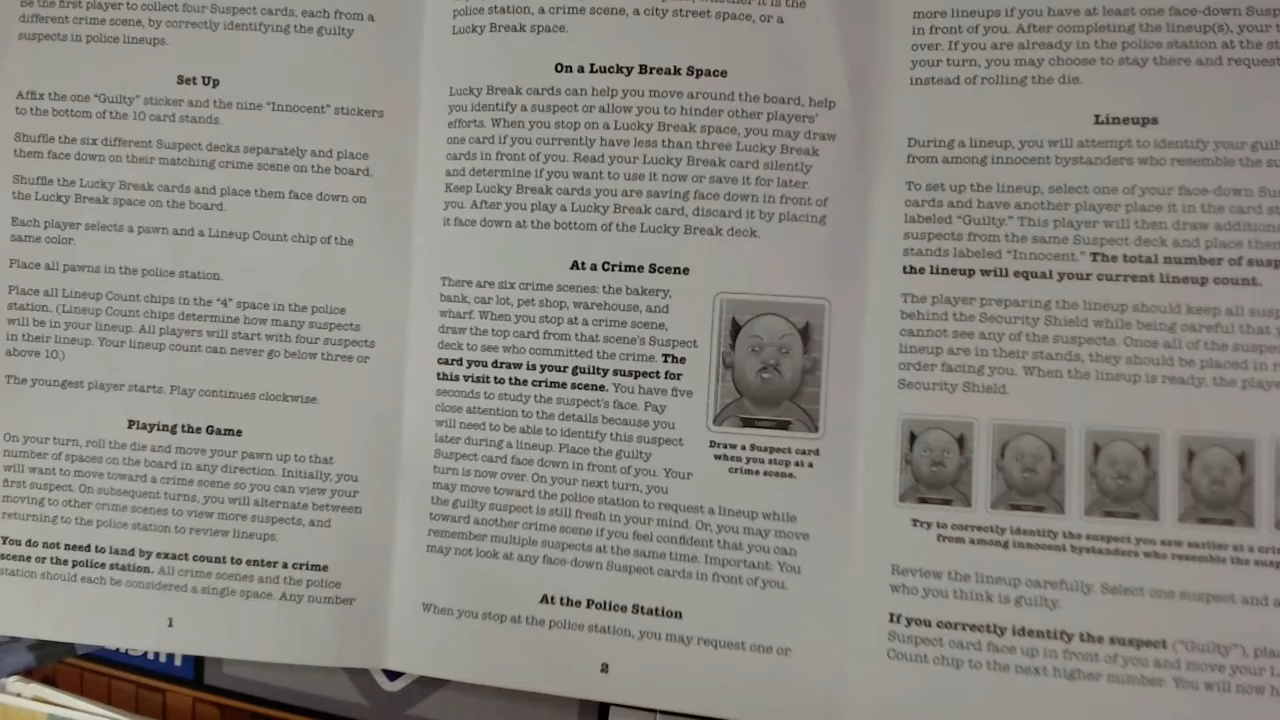 Be the first player to collect four Suspect cards, each from a
different crime scene, by correctly identifying the guilty
suspects in police lineups.
Set Up
Affix the one "Guilty" sticker and the nine "Innocent" stickers
to the bottom of the 10 card stands.
Shuffle the six different Suspect decks separately and place
them face down on their matching crime scene on the board.
Shuffle the Lucky Break cards and place them face down on
the Lucky Break space on the board.
Each player selects a pawn and a Lineup Count chip of the
same color.
Place all pawns in the police station.
Place all Lineup Count chips in the "4" space in the police
station. (Lineup Count chips determine how many suspects
will be in your lineup. All players will start with four suspects
in their lineup. Your lineup count can never go below three or
above 10.)
The youngest player starts. Play continues clockwise.
Playing the Game
On your turn, roll the die and move your pawn up to that
number of spaces on the board in any direction. Initially, you
will want to move toward a crime scene so you can view your
first suspect. On subsequent turns, you will alternate between
moving to other crime scenes to view more suspects, and
returning to the police station to review lineups.
You do not need to land by exact count to enter a crime
scene or the police station. All crime scenes and the police
station should each be considered a single space. Any number
1
it is the
police station, a crime scene, a city street space, or a
Lucky Break space.
On a Lucky Break Space
Lucky Break cards can help you move around the board, help
you identify a suspect or allow you to hinder other players'
efforts. When you stop on a Lucky Break space, you may draw
one card if you currently have less than three Lucky Break
cards in front of you. Read your Lucky Break card silently
and determine if you want to use it now or save it for later.
Keep Lucky Break cards you are saving face down in front of
you. After you play a Lucky Break card, discard it by placing
it face down at the bottom of the Lucky Break deck.
At a Crime Scene
There are six crime scenes: the bakery,
bank, car lot, pet shop, warehouse, and
wharf. When you stop at a crime scene,
draw the top card from that scene's Suspect
deck to see who committed the crime. The
card you draw is your guilty suspect for
this visit to the crime scene. You have five
seconds to study the suspect's face. Pay
close attention to the details because you
will need to be able to identify this suspect
later during a lineup. Place the guilty
Suspect card face down in front of you. Your
turn is now over. On your next turn, you
may move toward the police station to request a lineup while
the guilty suspect is still fresh in your mind. Or, you may move
toward another crime scene if you feel confident that you can
remember multiple suspects at the same time. Important: You
may not look at any face-down Suspect cards in front of you.
Draw a Suspect card
when you stop at a
crime scene.
At the Police Station
When you stop at the police station, you may request one or
2
more lineups if you have at least one face-down
in front of you. After completing the lineup(s), your
over. If you are already in the police station at the
your turn, you may choose to stay there and request
instead of rolling the die.
Lineups
During a lineup, you will attempt to identify your
from among innocent bystanders who resemble the
To set up the lineup, select one of your face-down
cards and have another player place it in the card
labeled "Guilty." This player will then draw
suspects from the same Suspect deck and place
stands labeled "Innocent." The total number of
the lineup will equal your current lineup count.
The player preparing the lineup should keep all
behind the Security Shield while being careful that
cannot see any of the suspects. Once all of the
lineup are in their stands, they should be placed in
order facing you. When the lineup is ready, the
Security Shield.
Try to correctly identify the suspect you saw earlier at a
from among innocent bystanders who resemble the
Review the lineup carefully. Select one suspect and
who you think is guilty.
If you correctly identify the suspect ("Guilty"),
Suspect card face up in front of you and move your
Count chip to the next higher number. You will now